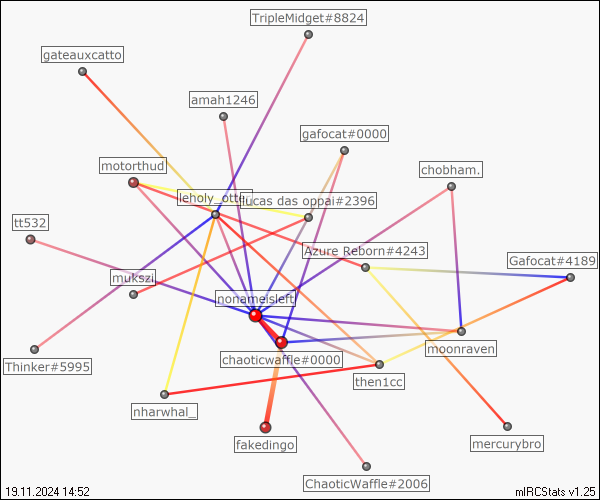 TripleMidget#8824
gateauxcatto
amah1246
gafocat#0000
motorthud
chobham.
lucas das oppai#2396
tt532
Azure Reborn#4243
Gafocat#4189
mukszi
nonameisleft
moonraven
chaoticwaffle#0000
Thinker#5995
then1cc
nharwhal_
fakedingo
mercurybro
ChaoticWaffle#2006
19.11.2024 14:52
mIRCStats v1.25